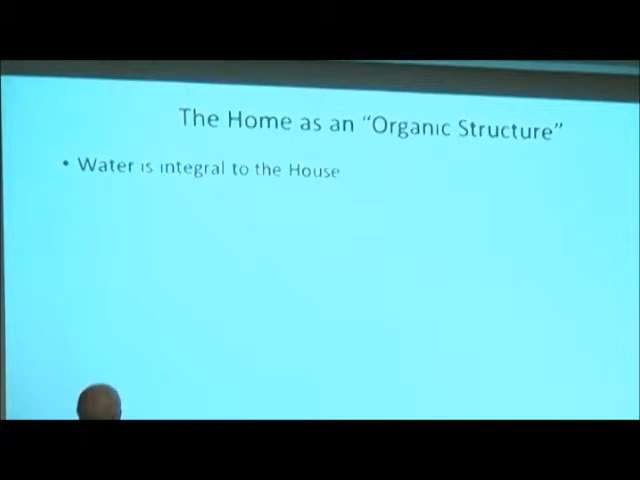 The Home as an “Organic Structure”
• Water is integral to the House